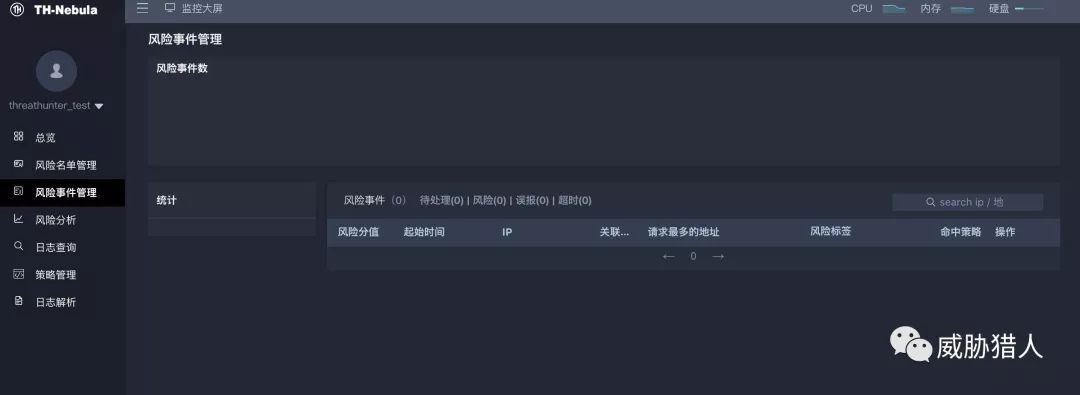 TH-Nebula
监控大屏
CPU 内存 硬盘
threathunter_test
总览
风险名单管理
风险事件管理
风险分析
日志查询
策略管理
日志解析
风险事件管理
风险事件数
统计
风险事件（0） 待处理(0) | 风险(0) | 误报(0) | 超时(0)
search ip / 地
风险分值 起始时间 IP 关联... 请求最多的地址 风险标签 命中策略 操作
← 0 →
威胁猎人